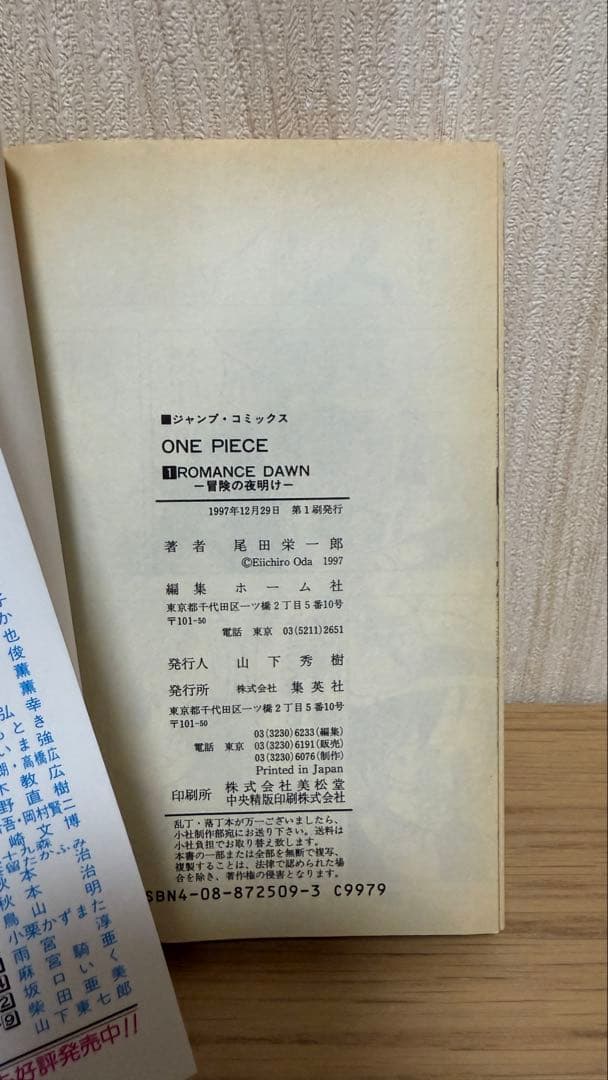 ■ジャンプ・コミックス
ONE PIECE
1 ROMANCE DAWN
－冒険の夜明け－
1997年12月29日 第1刷発行
著者 尾田栄一郎
©Eiichiro Oda 1997
編集 ホーム社
東京都千代田区一ツ橋2丁目5番10号
〒101-50
電話 東京 03(5211)2651
発行人 山下秀樹
発行所 株式会社 集英社
東京都千代田区一ツ橋2丁目5番10号
〒101-50
03(3230)6233(編集)
電話 東京 03(3230)6191(販売)
03(3230)6076(制作)
Printed in Japan
印刷所 株式会社美松堂
中央精版印刷株式会社
乱丁・落丁本が万一ございましたら、
小社制作部宛にお送り下さい。送料は
小社負担でお取り替え致します。
本書の一部または全部を無断で複写、
複製することは、法律で認められた場
合を除き、著作権の侵害となります。
ISBN4-08-872509-3 C9979
好評発売中!!